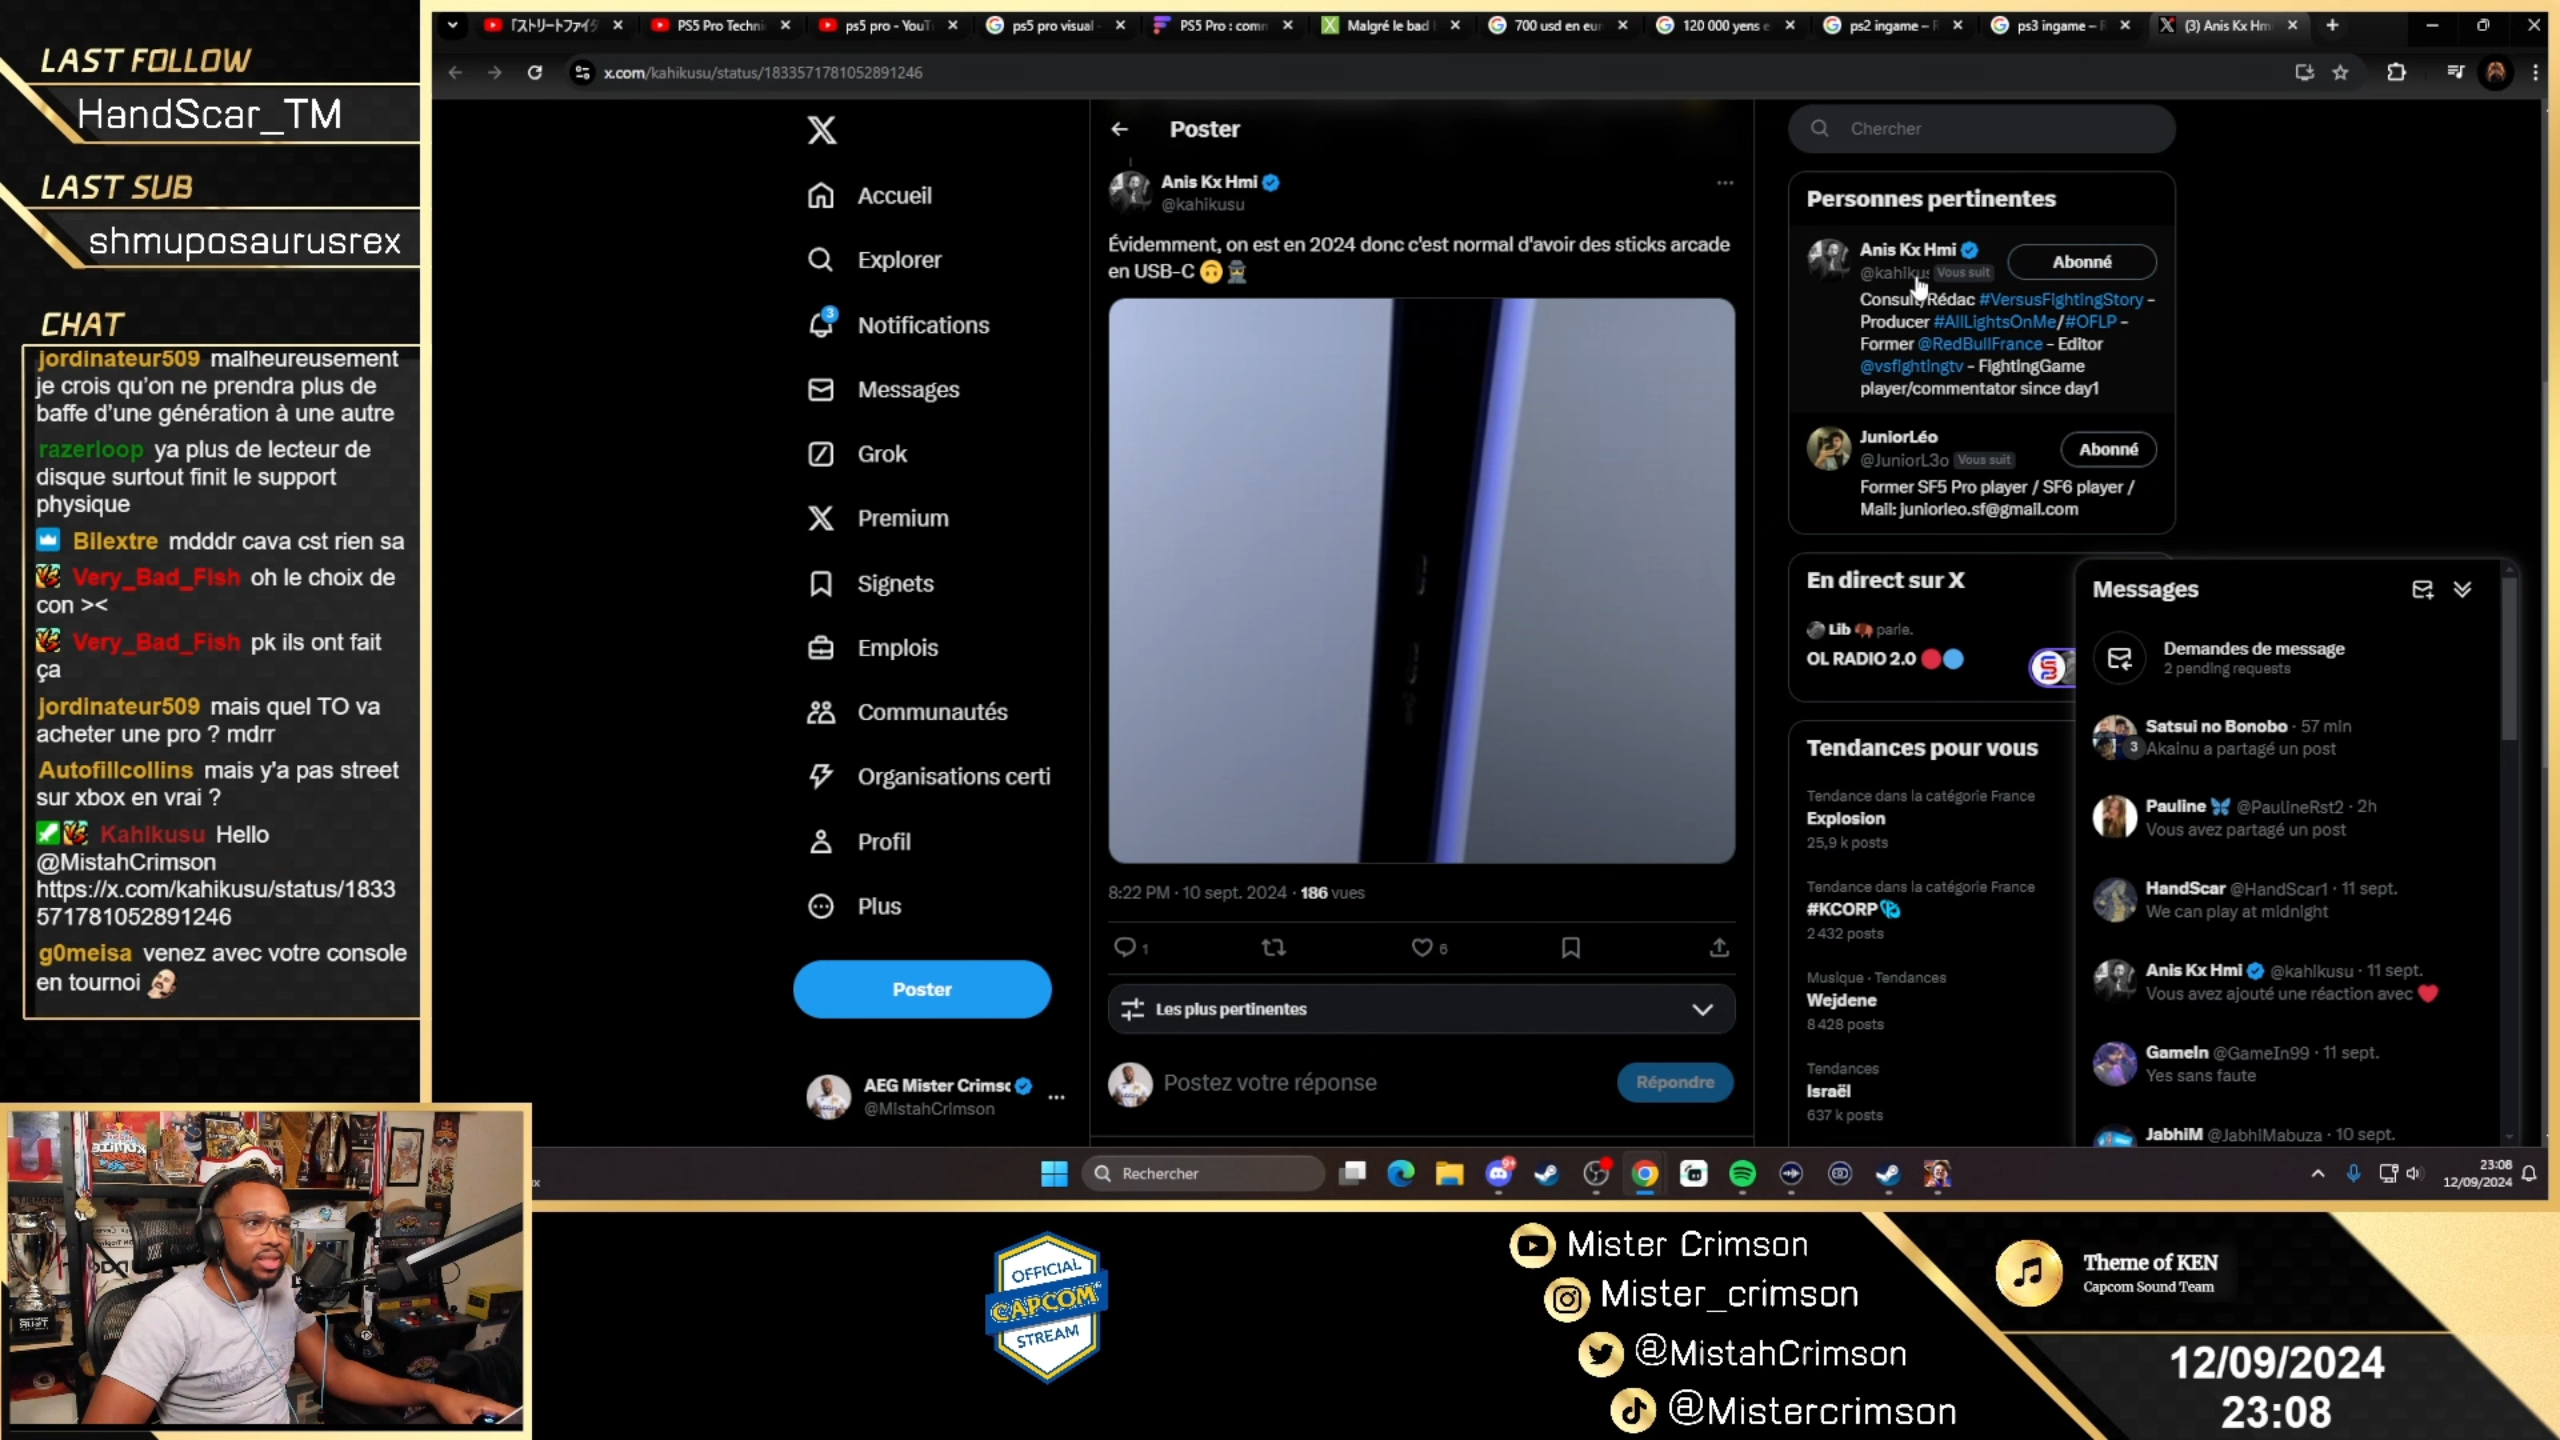 LAST FOLLOW
HandScar_TM
LAST SUB
shmuposaurusrex
CHAT
jordinateur509 malheureusement
je crois qu'on ne prendra plus de
baffe d'une génération à une autre
razerloop ya plus de lecteur de
disque surtout finit le support
physique
Bilextre mdddr cava cst rien sa
Very_Bad_Fish oh le choix de
con ><
Very_Bad_Fish pk ils ont fait
ça
jordinateur509 mais quel TO va
acheter une pro ? mdrr
Autofillcollins mais y'a pas street
sur xbox en vrai ?
Kahikusu Hello
@MistahCrimson
https://x.com/kahikusu/status/1833
571781052891246
g0meisa venez avec votre console
en tournoi
PS5 Pro Techni
ps5 pro - YouT
ps5 pro visual
PS5 Pro : comm
Malgré le bad
700 usd en eur
120 000 yens e
ps2 ingame – R
ps3 ingame – R
(3) Anis Kx Hm
x.com/kahikusu/status/1833571781052891246
Accueil
Explorer
3
Notifications
Messages
Grok
Premium
Signets
Emplois
Communautés
Organisations certi
Profil
Plus
Poster
AEG Mister Crimsc
@MistahCrimson
Poster
Anis Kx Hmi
@kahikusu
Évidemment, on est en 2024 donc c'est normal d'avoir des sticks arcade
en USB-C
8:22 PM · 10 sept. 2024 · 186 vues
1
6
Les plus pertinentes
Postez votre réponse
Répondre
Chercher
Personnes pertinentes
Anis Kx Hmi
@kahikus Vous suit
Abonné
Consult/Rédac #VersusFightingStory –
Producer #AllLightsOnMe/#OFLP –
Former @RedBullFrance – Editor
@vsfightingtv – FightingGame
player/commentator since day1
JuniorLéo
@JuniorL3o Vous suit
Abonné
Former SF5 Pro player / SF6 player /
Mail: juniorleo.sf@gmail.com
En direct sur X
Lib parle.
OL RADIO 2.0
Tendances pour vous
Tendance dans la catégorie France
Explosion
25,9 k posts
Tendance dans la catégorie France
#KCORP
2 432 posts
Musique · Tendances
Wejdene
8 428 posts
Tendances
Israël
637 k posts
Messages
Demandes de message
2 pending requests
Satsui no Bonobo · 57 min
3
Akainu a partagé un post
Pauline @PaulineRst2 · 2h
Vous avez partagé un post
HandScar @HandScar1 · 11 sept.
We can play at midnight
Anis Kx Hmi @kahikusu · 11 sept.
Vous avez ajouté une réaction avec
GameIn @GameIn99 · 11 sept.
Yes sans faute
JabhiM @JabhiMabuza · 10 sept.
Rechercher
23:08
12/09/2024
OFFICIAL
CAPCOM
STREAM
Mister Crimson
Mister_crimson
@MistahCrimson
@Mistercrimson
Theme of KEN
Capcom Sound Team
12/09/2024
23:08